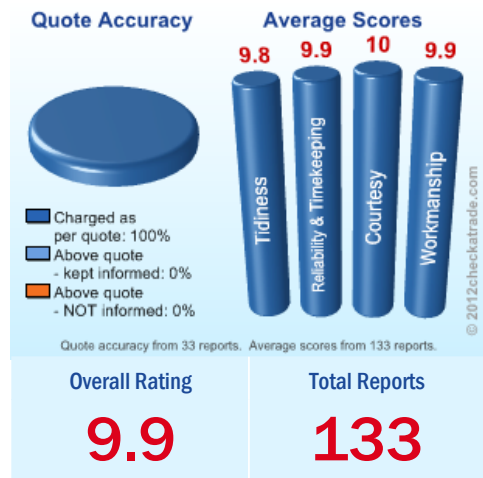 Quote Accuracy
Average Scores
9.8
9.9
10
9.9
Tidiness
Reliability & Timekeeping
Courtesy
Workmanship
Charged as
per quote: 100%
Above quote
- kept informed: 0%
Above quote
- NOT informed: 0%
© 2012checkatrade.com
Quote accuracy from 33 reports. Average scores from 133 reports.
Overall Rating
9.9
Total Reports
133